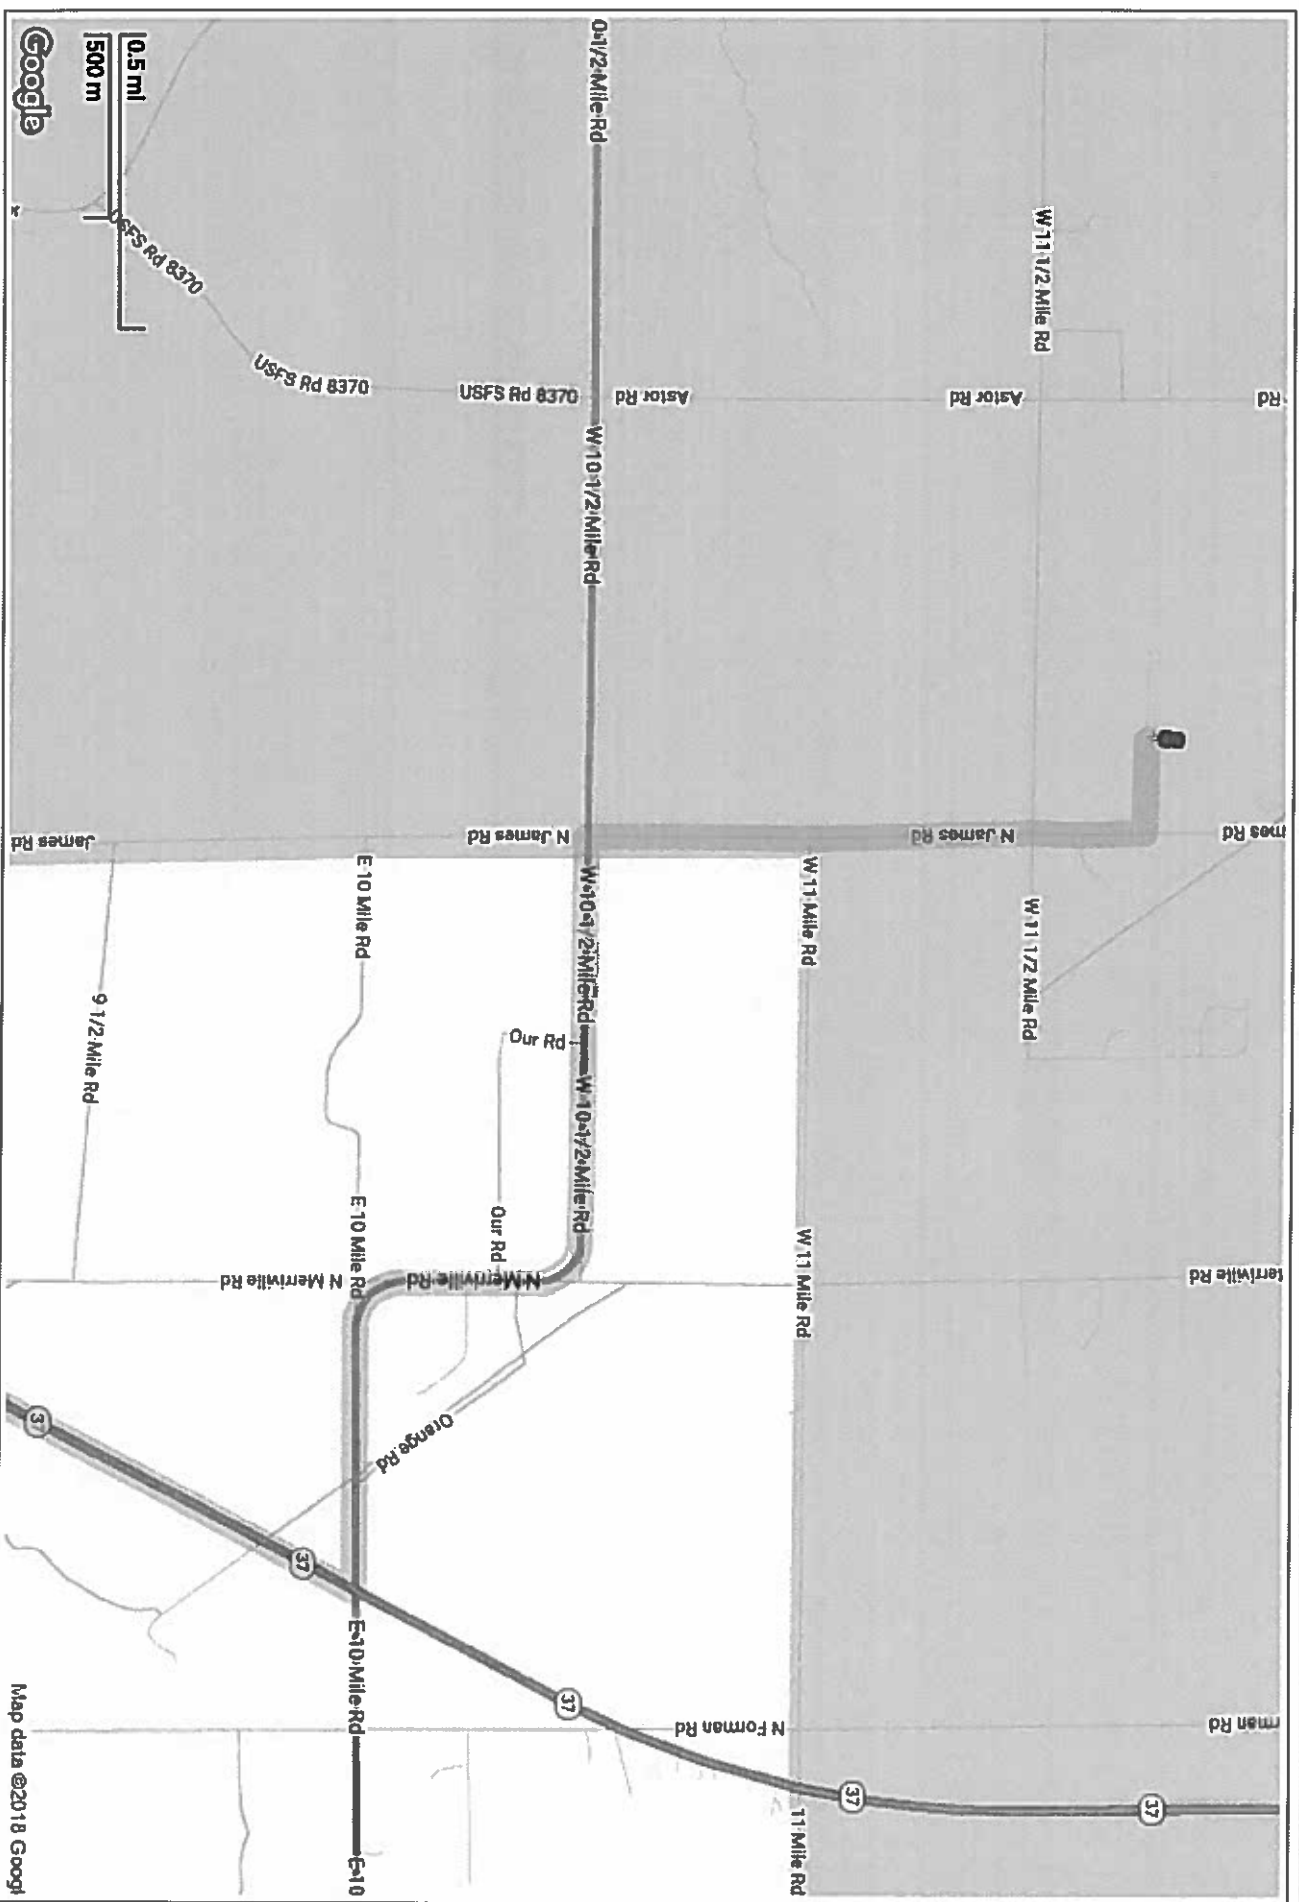 Rd
mes Rd
erriville Rd
rman Rd
37
W 11 1/2 Mile Rd
W 11 1/2 Mile Rd
Astor Rd
N James Rd
37
W 11 Mile Rd
W 11 Mile Rd
11 Mile Rd
N Forman Rd
Astor Rd
0-1/2 Mile Rd
W 10 1/2 Mile Rd
W 10 1/2 Mile Rd
W 10 1/2 Mile Rd
37
Our Rd
USFS Rd 8370
N James Rd
Our Rd
N Merriville Rd
Orange Rd
E 10 Mile Rd
E 10 Mile Rd
E 10 Mile Rd
E 10
USFS Rd 8370
37
N Merriville Rd
USFS Rd 8370
0.5 mi
9 1/2 Mile Rd
500 m
James Rd
37
Google
Map data ©2018 Googl